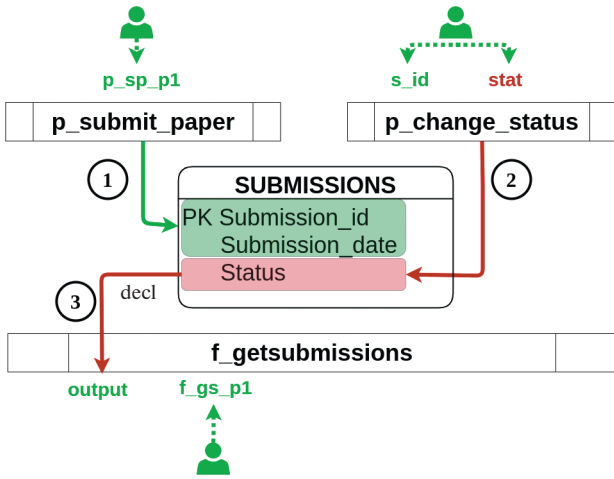 p_sp_p1
s_id stat
p_submit_paper p_change_status
1 2
SUBMISSIONS
PK Submission_id
Submission_date
Status
3 decl
f_getsubmissions
output f_gs_p1